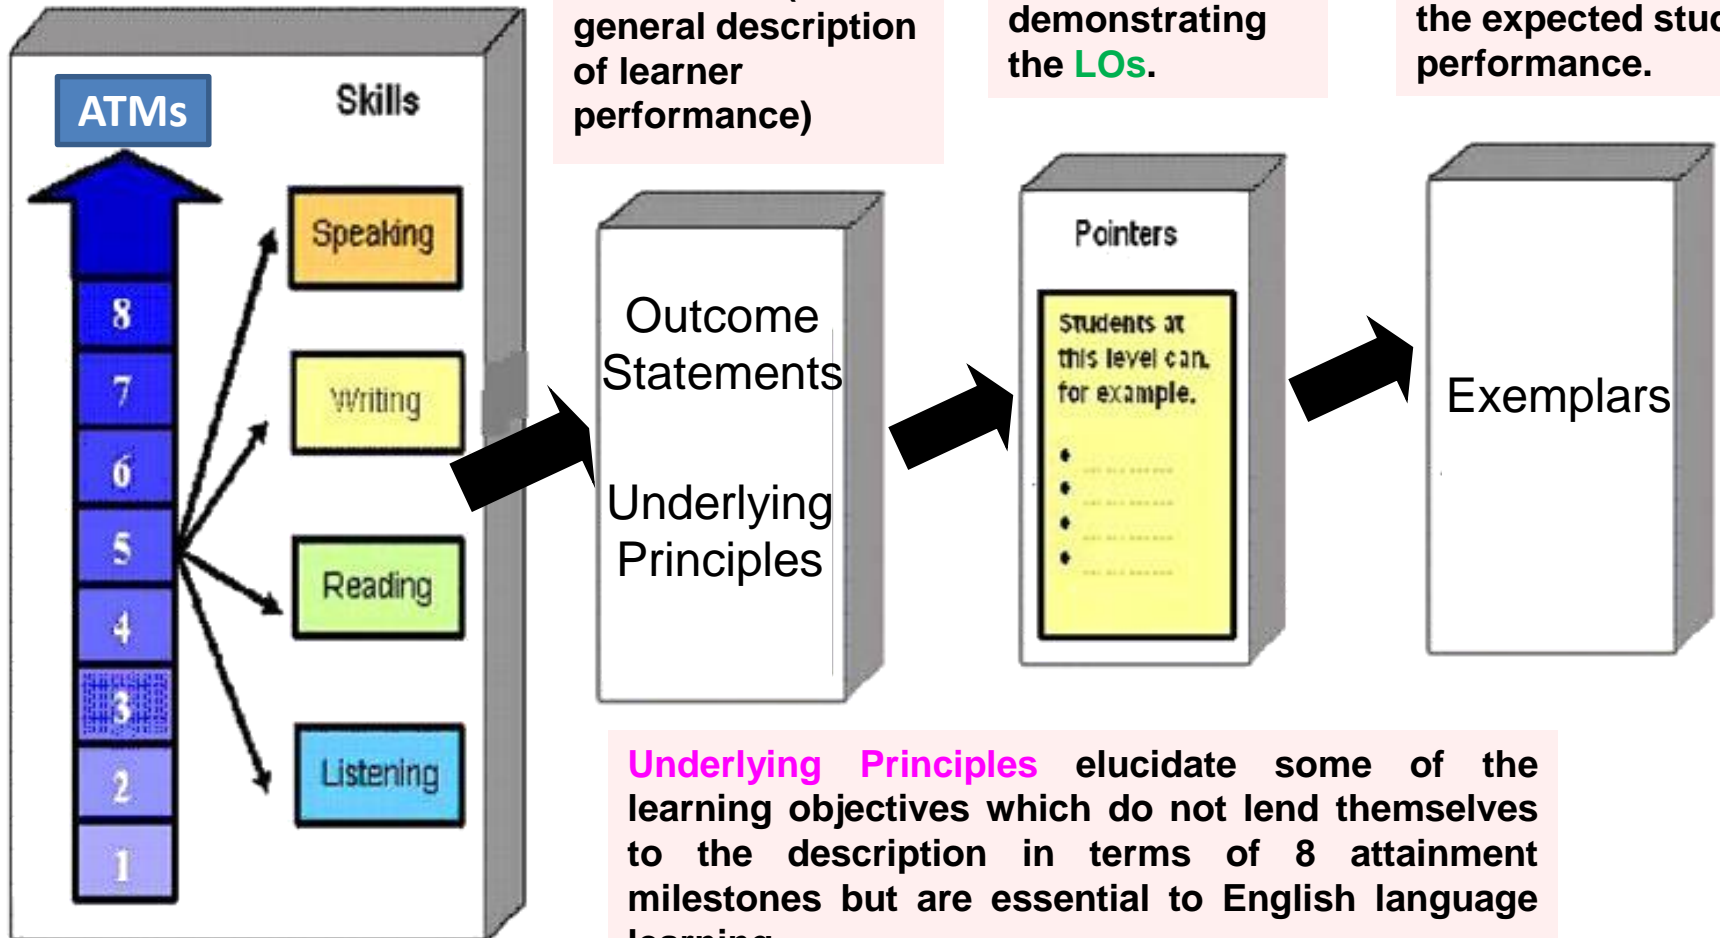 general description
of learner
performance)
demonstrating
the LOs.
the expected
performance.
ATMs
Skills
8
7
6
5
4
3
2
1
Speaking
Writing
Reading
Listening
Outcome
Statements
Underlying
Principles
Pointers
Students at
this level can,
for example.
Exemplars
Underlying Principles elucidate some of the
learning objectives which do not lend themselves
to the description in terms of 8 attainment
milestones but are essential to English language
learning